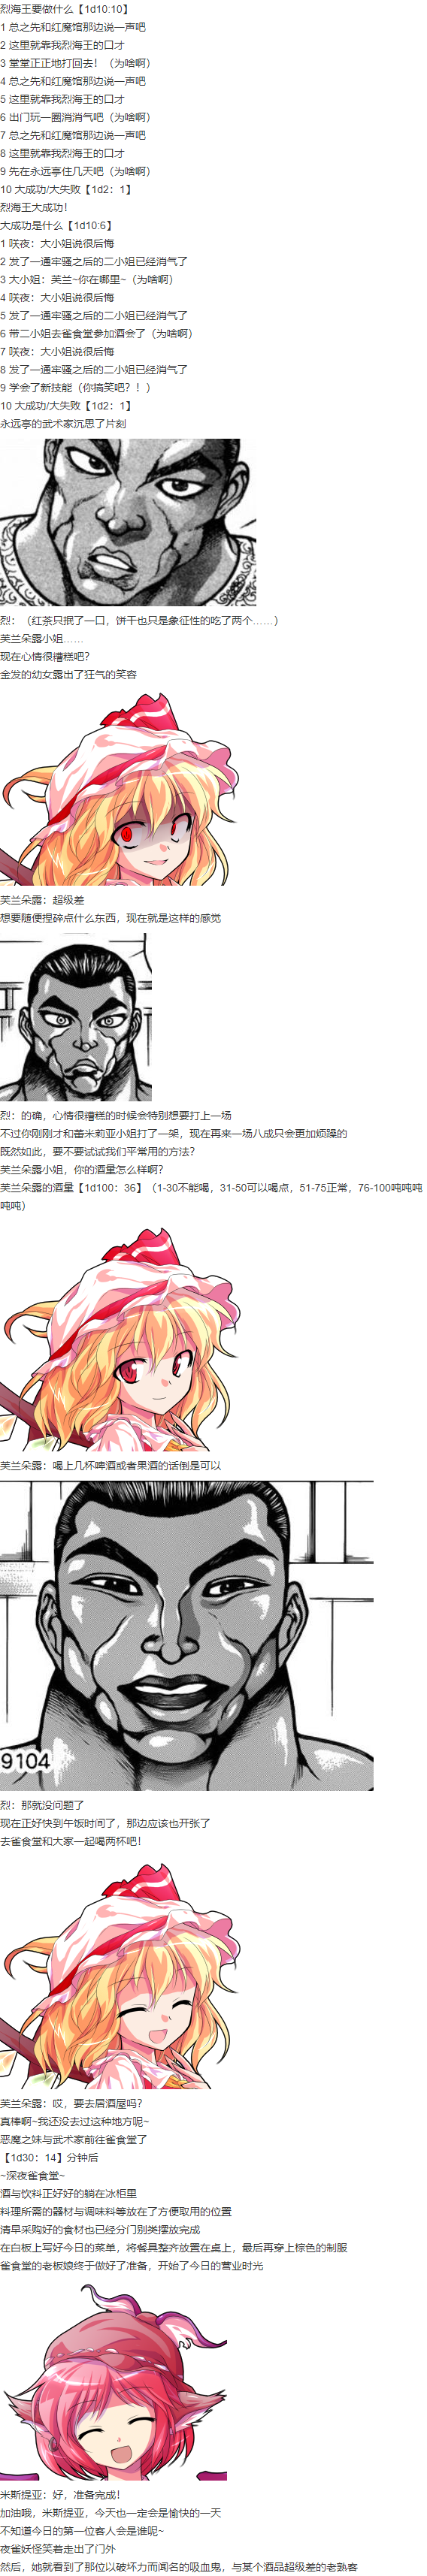 烈海王要做什么【1d10:10】
1 总之先和红魔馆那边说一声吧
2 这里就靠我烈海王的口才
3 堂堂正正地打回去！（为啥啊）
4 总之先和红魔馆那边说一声吧
5 这里就靠我烈海王的口才
6 出门玩一圈消消气吧（为啥啊）
7 总之先和红魔馆那边说一声吧
8 这里就靠我烈海王的口才
9 先在永远亭住几天吧（为啥啊）
10 大成功/大失败【1d2：1】
烈海王大成功！
大成功是什么【1d10:6】
1 咲夜：大小姐说很后悔
2 发了一通牢骚之后的二小姐已经消气了
3 大小姐：芙兰~你在哪里~（为啥啊）
4 咲夜：大小姐说很后悔
5 发了一通牢骚之后的二小姐已经消气了
6 带二小姐去雀食堂参加酒会了（为啥啊）
7 咲夜：大小姐说很后悔
8 发了一通牢骚之后的二小姐已经消气了
9 学会了新技能（你搞笑吧？！）
10 大成功/大失败【1d2：1】
永远亭的武术家沉思了片刻
烈：（红茶只抿了一口，饼干也只是象征性的吃了两个……）
芙兰朵露小姐……
现在心情很糟糕吧？
金发的幼女露出了狂气的笑容
芙兰朵露：超级差
想要随便捏碎点什么东西，现在就是这样的感觉
烈：的确，心情很糟糕的时候会特别想要打上一场
不过你刚刚才和蕾米莉亚小姐打了一架，现在再来一场八成只会更加烦躁的
既然如此，要不要试试我们平常用的方法？
芙兰朵露小姐，你的酒量怎么样啊？
芙兰朵露的酒量【1d100：36】（1-30不能喝，31-50可以喝点，51-75正常，76-100吨吨吨
吨吨）
芙兰朵露：喝上几杯啤酒或者果酒的话倒是可以
9104
烈：那就没问题了
现在正好快到午饭时间了，那边应该也开张了
去雀食堂和大家一起喝两杯吧！
芙兰朵露：哎，要去居酒屋吗？
真棒啊~我还没去过这种地方呢~
恶魔之妹与武术家前往雀食堂了
【1d30：14】分钟后
~深夜雀食堂~
酒与饮料正好好的躺在冰柜里
料理所需的器材与调味料等放在了方便取用的位置
清早采购好的食材也已经分门别类摆放完成
在白板上写好今日的菜单，将餐具整齐放置在桌上，最后再穿上棕色的制服
雀食堂的老板娘终于做好了准备，开始了今日的营业时光
米斯提亚：好，准备完成！
加油哦，米斯提亚，今天也一定会是愉快的一天
不知道今日的第一位客人会是谁呢~
夜雀妖怪笑着走出了门外
然后，她就看到了那位以破坏力而闻名的吸血鬼，与某个酒品超级差的老熟客